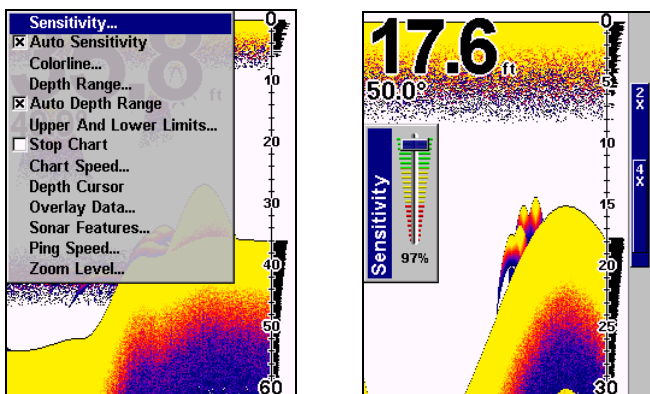 Sensitivity...
Auto Sensitivity
Colorline...
Depth Range...
Auto Depth Range
Upper And Lower Limits...
Stop Chart
Chart Speed...
Depth Cursor
Overlay Data...
Sonar Features...
Ping Speed...
Zoom Level...
ft
0
10
20
30
40
50
60
17.6 ft
50.0°
Sensitivity
97%
0
5
10
15
20
25
30
2X
4X